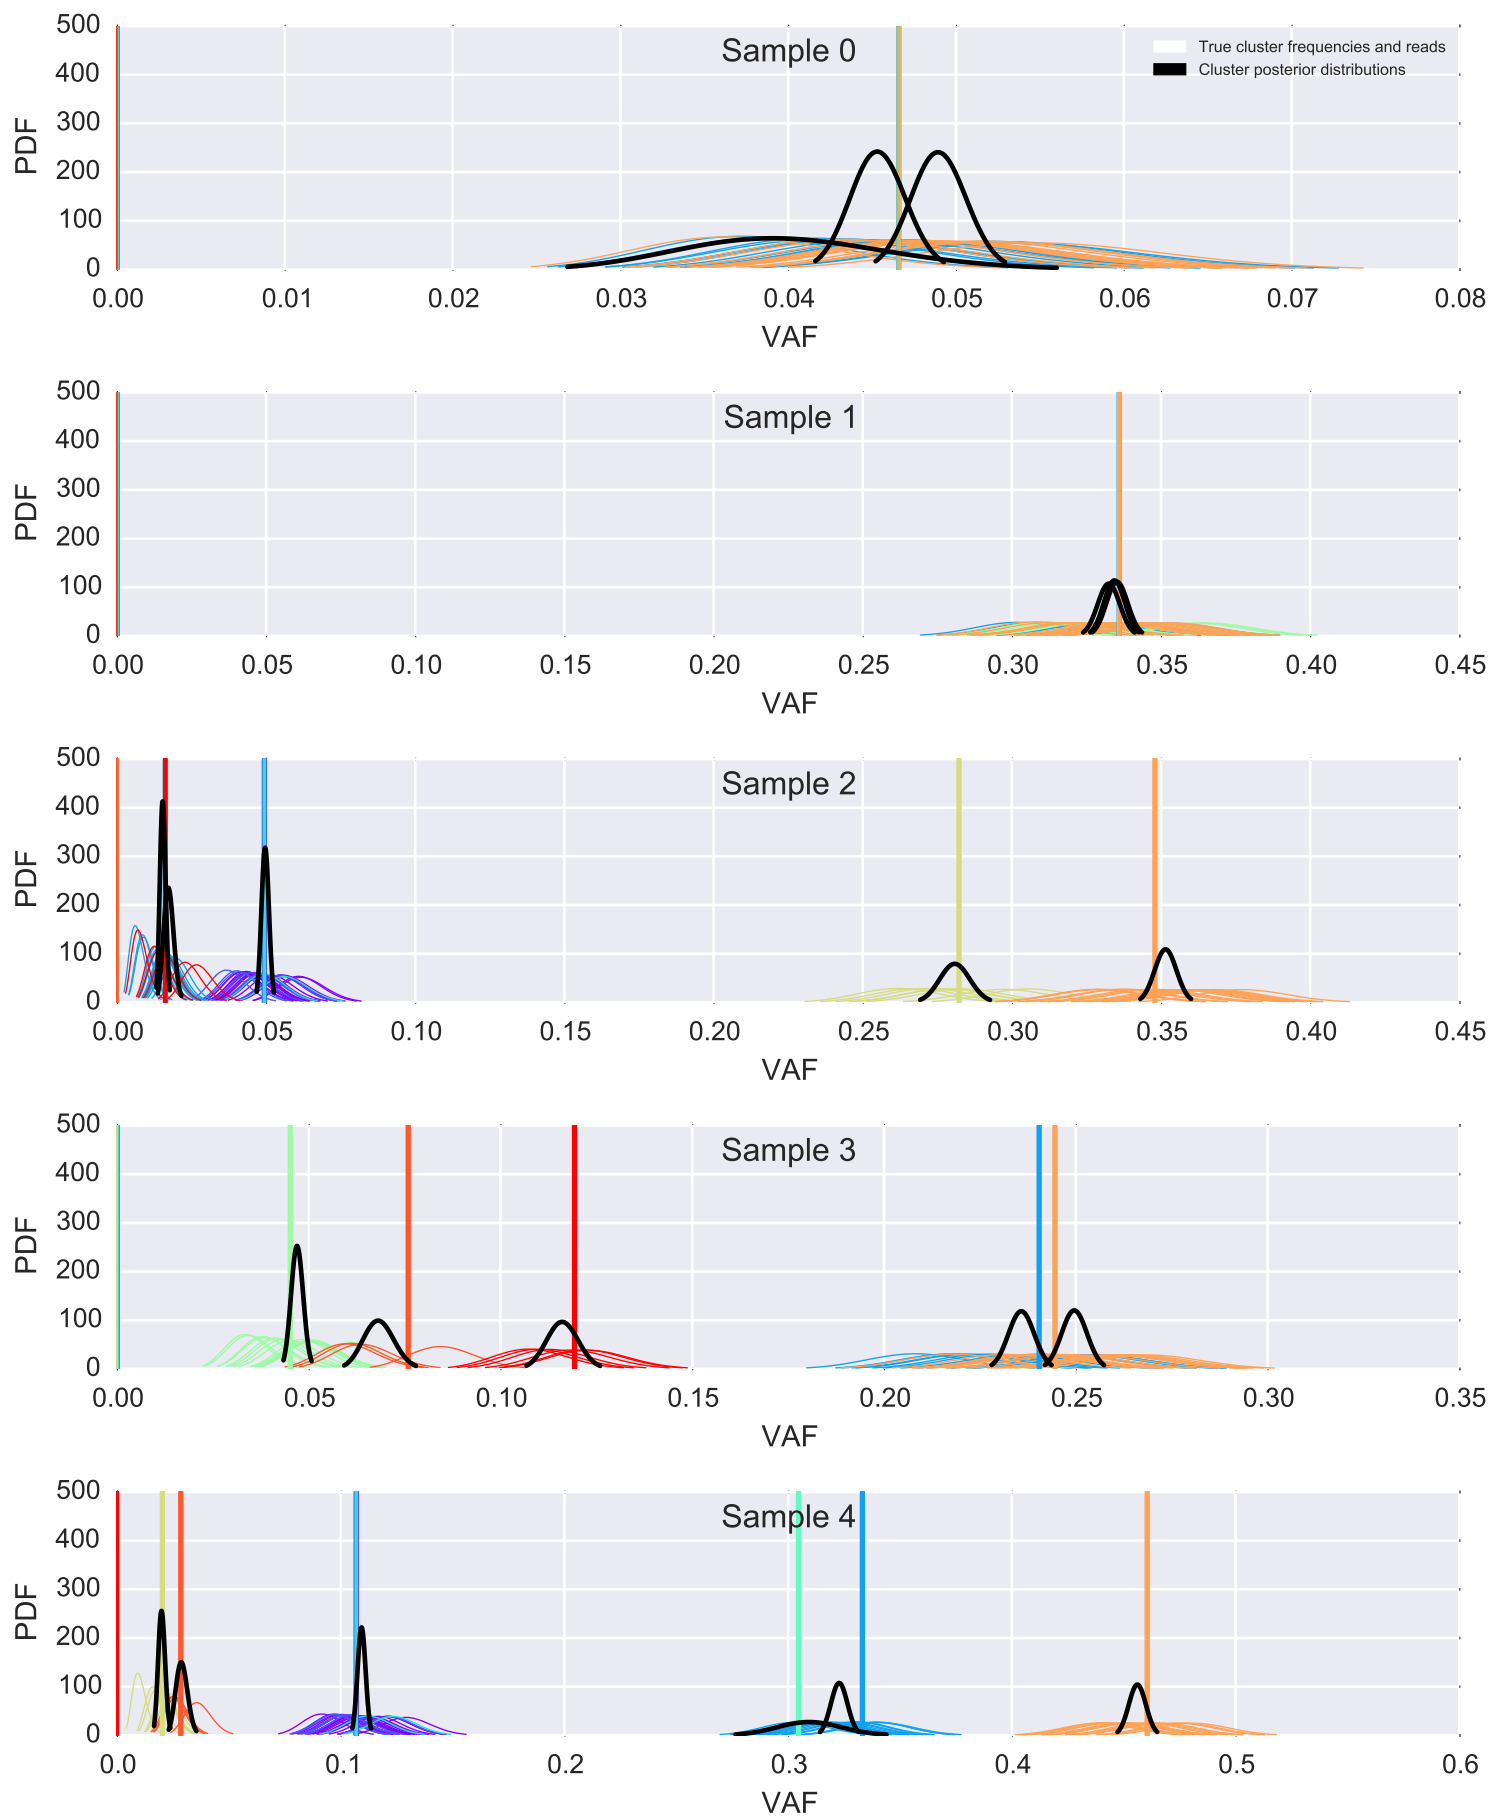 Sample 0
True cluster frequencies and reads
Cluster posterior distributions
PDF
500
400
300
200
100
0
0.00 0.01 0.02 0.03 0.04 0.05 0.06 0.07 0.08
VAF
Sample 1
PDF
500
400
300
200
100
0
0.00 0.05 0.10 0.15 0.20 0.25 0.30 0.35 0.40 0.45
VAF
Sample 2
PDF
500
400
300
200
100
0
0.00 0.05 0.10 0.15 0.20 0.25 0.30 0.35 0.40 0.45
VAF
Sample 3
PDF
500
400
300
200
100
0
0.00 0.05 0.10 0.15 0.20 0.25 0.30 0.35
VAF
Sample 4
PDF
500
400
300
200
100
0
0.0 0.1 0.2 0.3 0.4 0.5 0.6
VAF